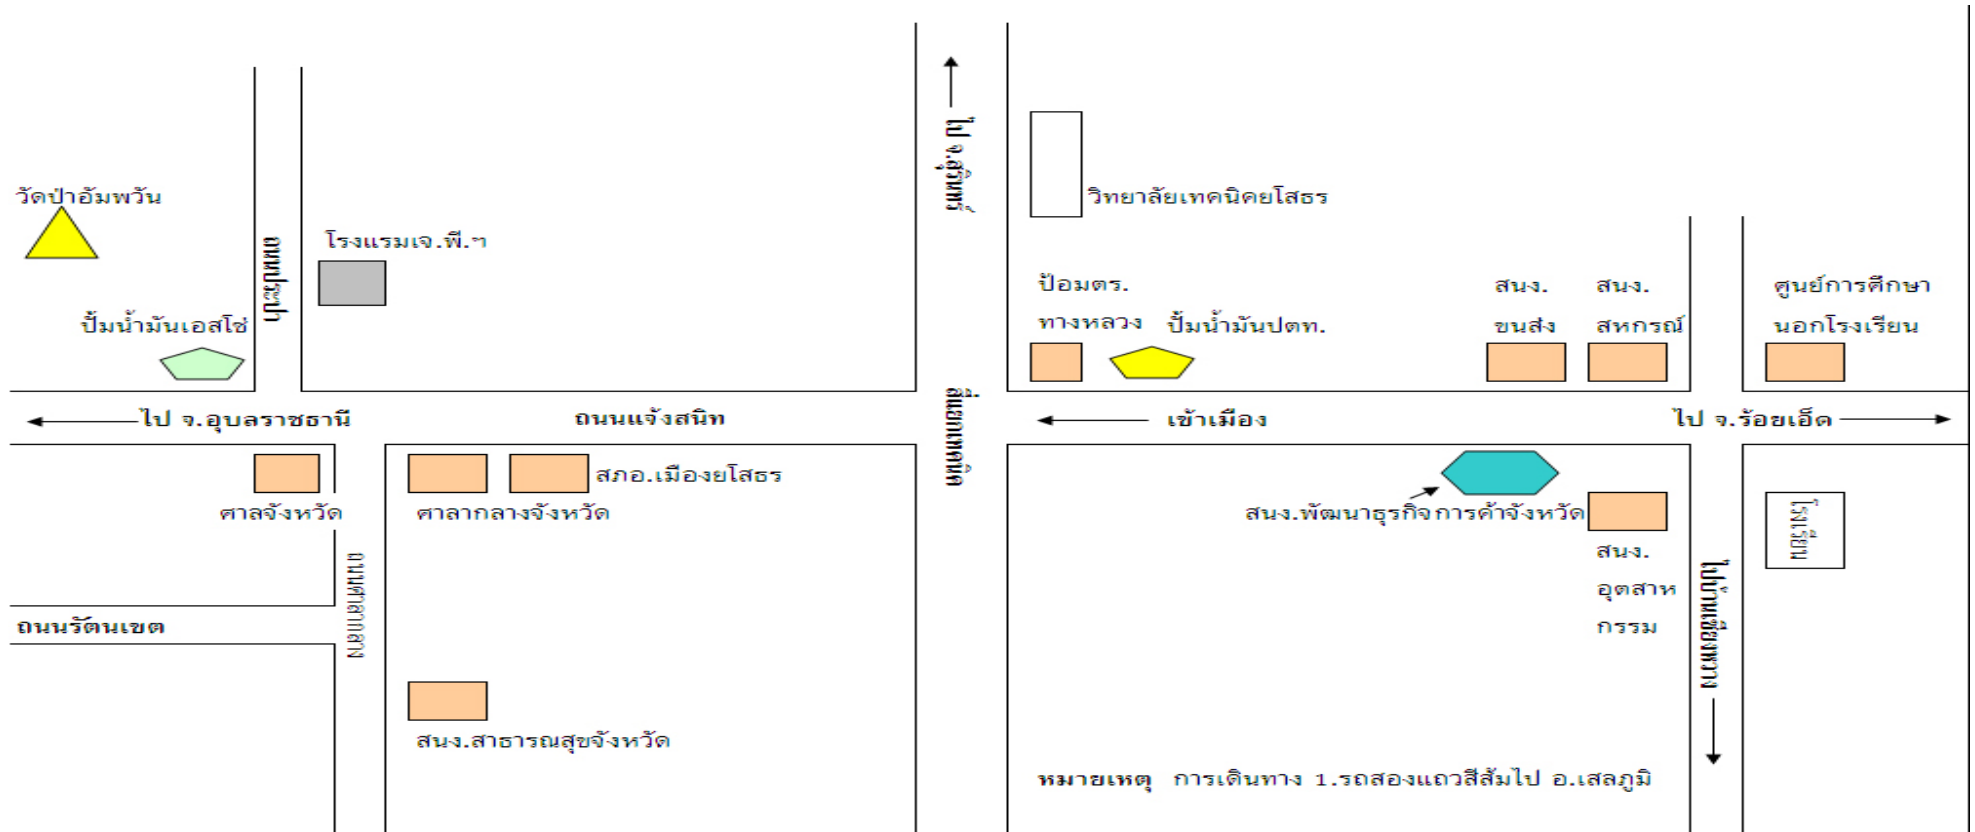 วัดป่าอัมพวัน
ปั้มน้ำมันเอสโซ่
ถนนประปา
โรงแรมเจ.พี.ฯ
ไป จ.สุรินทร์
วิทยาลัยเทคนิคยโสธร
ป้อมตร.
ทางหลวง
ปั้มน้ำมันปตท.
สนง.
ขนส่ง
สนง.
สหกรณ์
ศูนย์การศึกษา
นอกโรงเรียน
ไป จ.อุบลราชธานี
ถนนแจ้งสนิท
สี่แยกเทคนิค
เข้าเมือง
ไป จ.ร้อยเอ็ด
ศาลจังหวัด
ศาลากลางจังหวัด
สภอ.เมืองยโสธร
สนง.พัฒนาธุรกิจการค้าจังหวัด
สนง.
อุตสาห
กรรม
โรงเรียน
ถนนรัตนเขต
ถนนศาลากลาง
ไปบ้านเชียงหวาง
สนง.สาธารณสุขจังหวัด
หมายเหตุ การเดินทาง 1.รถสองแถวสีส้มไป อ.เสลภูมิ